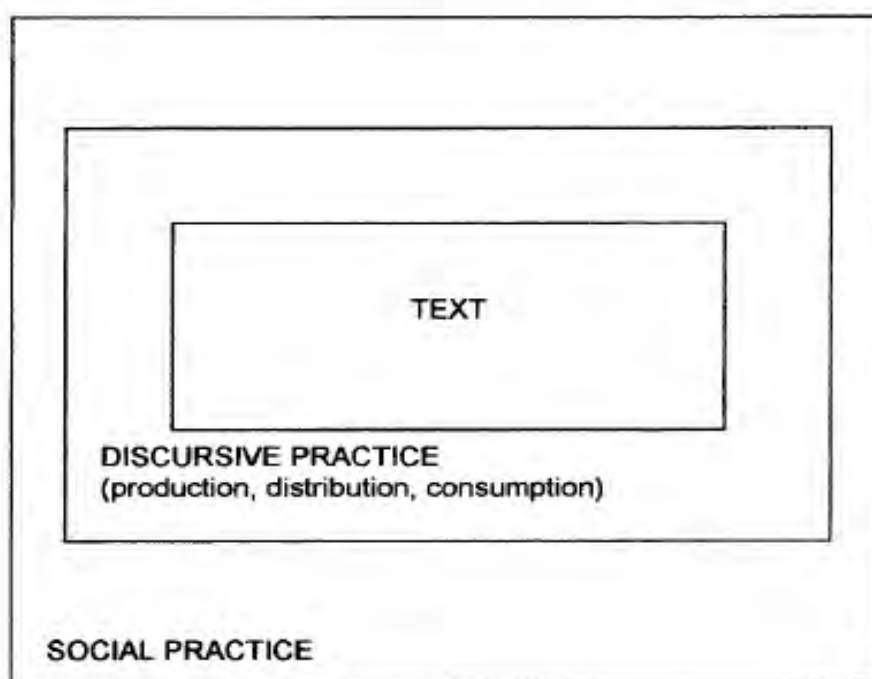 TEXT
DISCURSIVE PRACTICE
(production, distribution, consumption)
SOCIAL PRACTICE